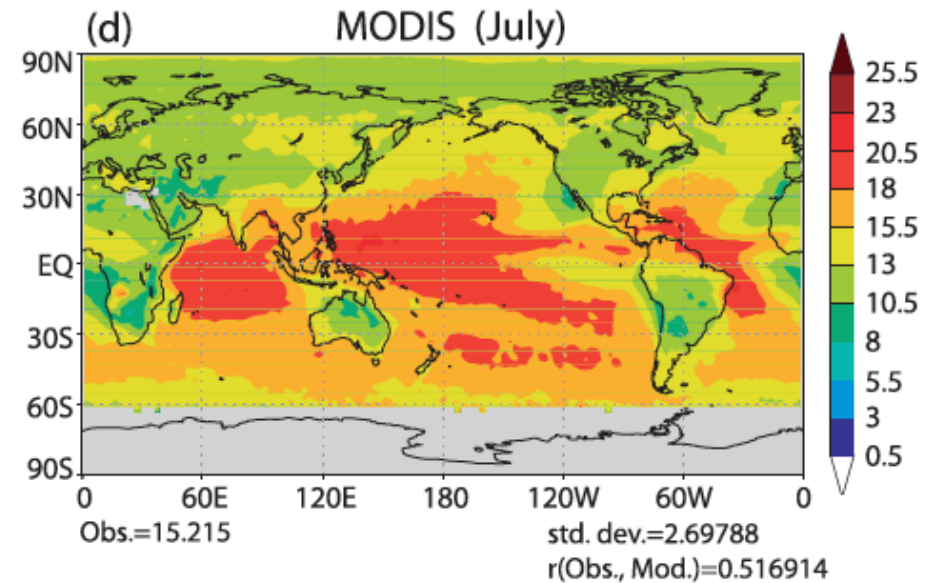 (d) MODIS (July)
90N
60N
30N
EQ
30S
60S
90S
0 60E 120E 180 120W 60W 0
25.5
23
20.5
18
15.5
13
10.5
8
5.5
3
0.5
Obs.=15.215 std. dev.=2.69788
r(Obs., Mod.)=0.516914